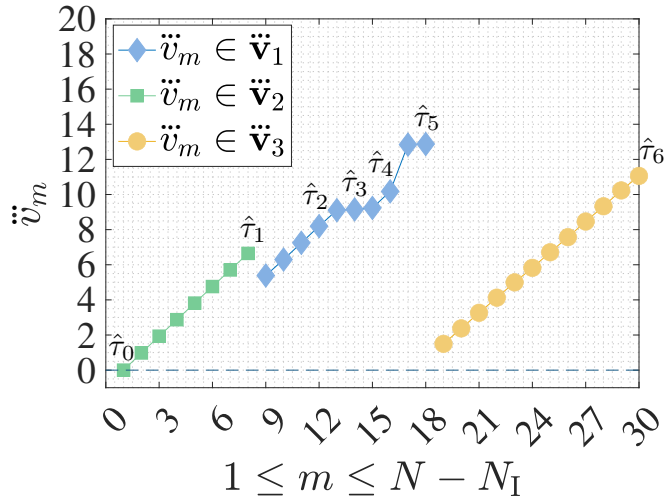 20
18
16
14
12
10
8
6
4
2
0
v⃛_m
v⃛_m ∈ 𝐯⃛_1
v⃛_m ∈ 𝐯⃛_2
v⃛_m ∈ 𝐯⃛_3
τ̂_0
τ̂_1
τ̂_2
τ̂_3
τ̂_4
τ̂_5
τ̂_6
0 3 6 9 12 15 18 21 24 27 30
1 ≤ m ≤ N − N_I